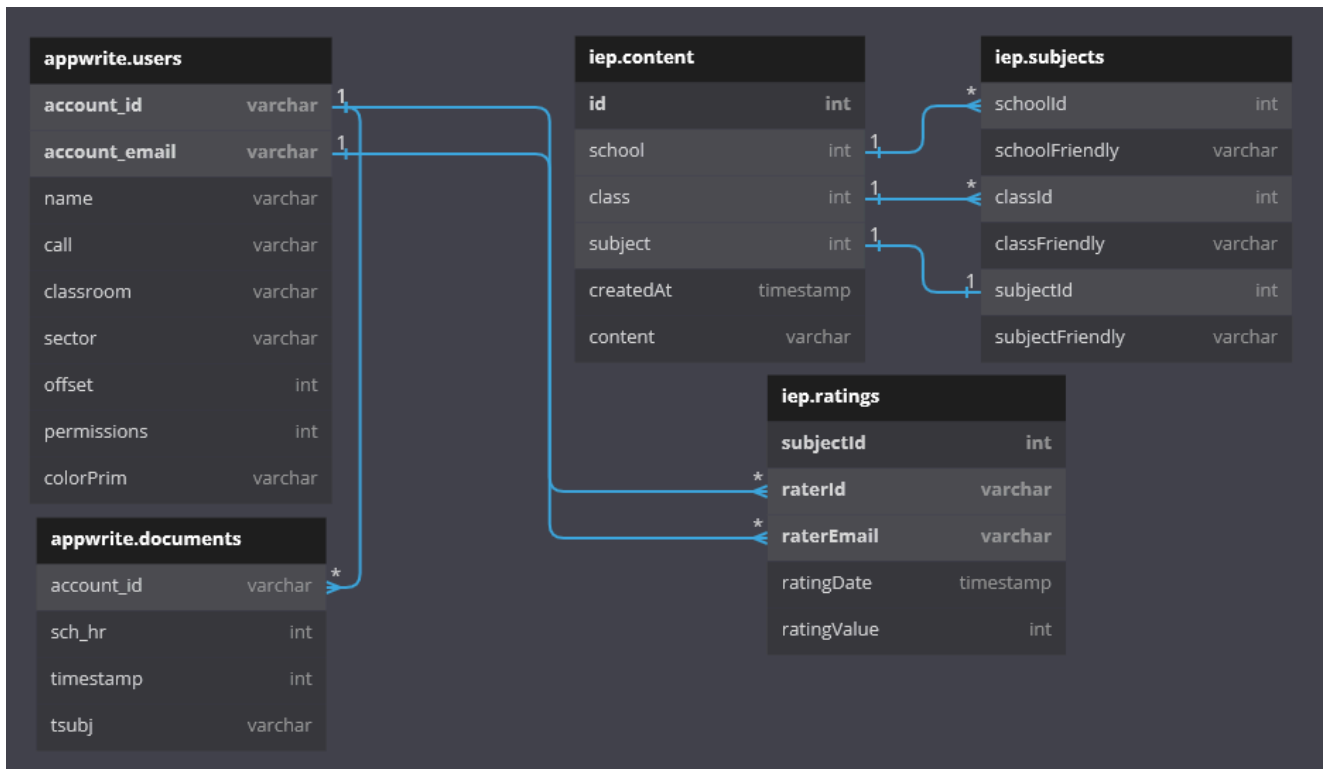 appwrite.users
account_id varchar 1
account_email varchar 1
name varchar
call varchar
classroom varchar
sector varchar
offset int
permissions int
colorPrim varchar
appwrite.documents
account_id varchar *
sch_hr int
timestamp int
tsubj varchar
iep.content
id int
school int 1
class int 1
subject int 1
createdAt timestamp
content varchar
iep.subjects
* schoolId int
schoolFriendly varchar
* classId int
classFriendly varchar
1 subjectId int
subjectFriendly varchar
iep.ratings
subjectId int
* raterId varchar
* raterEmail varchar
ratingDate timestamp
ratingValue int